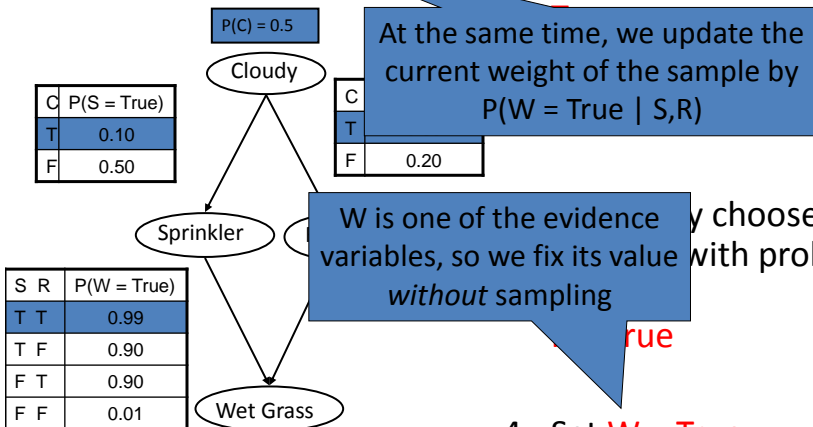 P(C) = 0.5
At the same time, we update the
current weight of the sample by
P(W = True | S,R)
Cloudy
C P(S = True)
T 0.10
F 0.50
C
T
F 0.20
Sprinkler
W is one of the evidence
variables, so we fix its value
without sampling
y choose
with
S R P(W = True)
T T 0.99
T F 0.90
F T 0.90
F F 0.01
Wet Grass